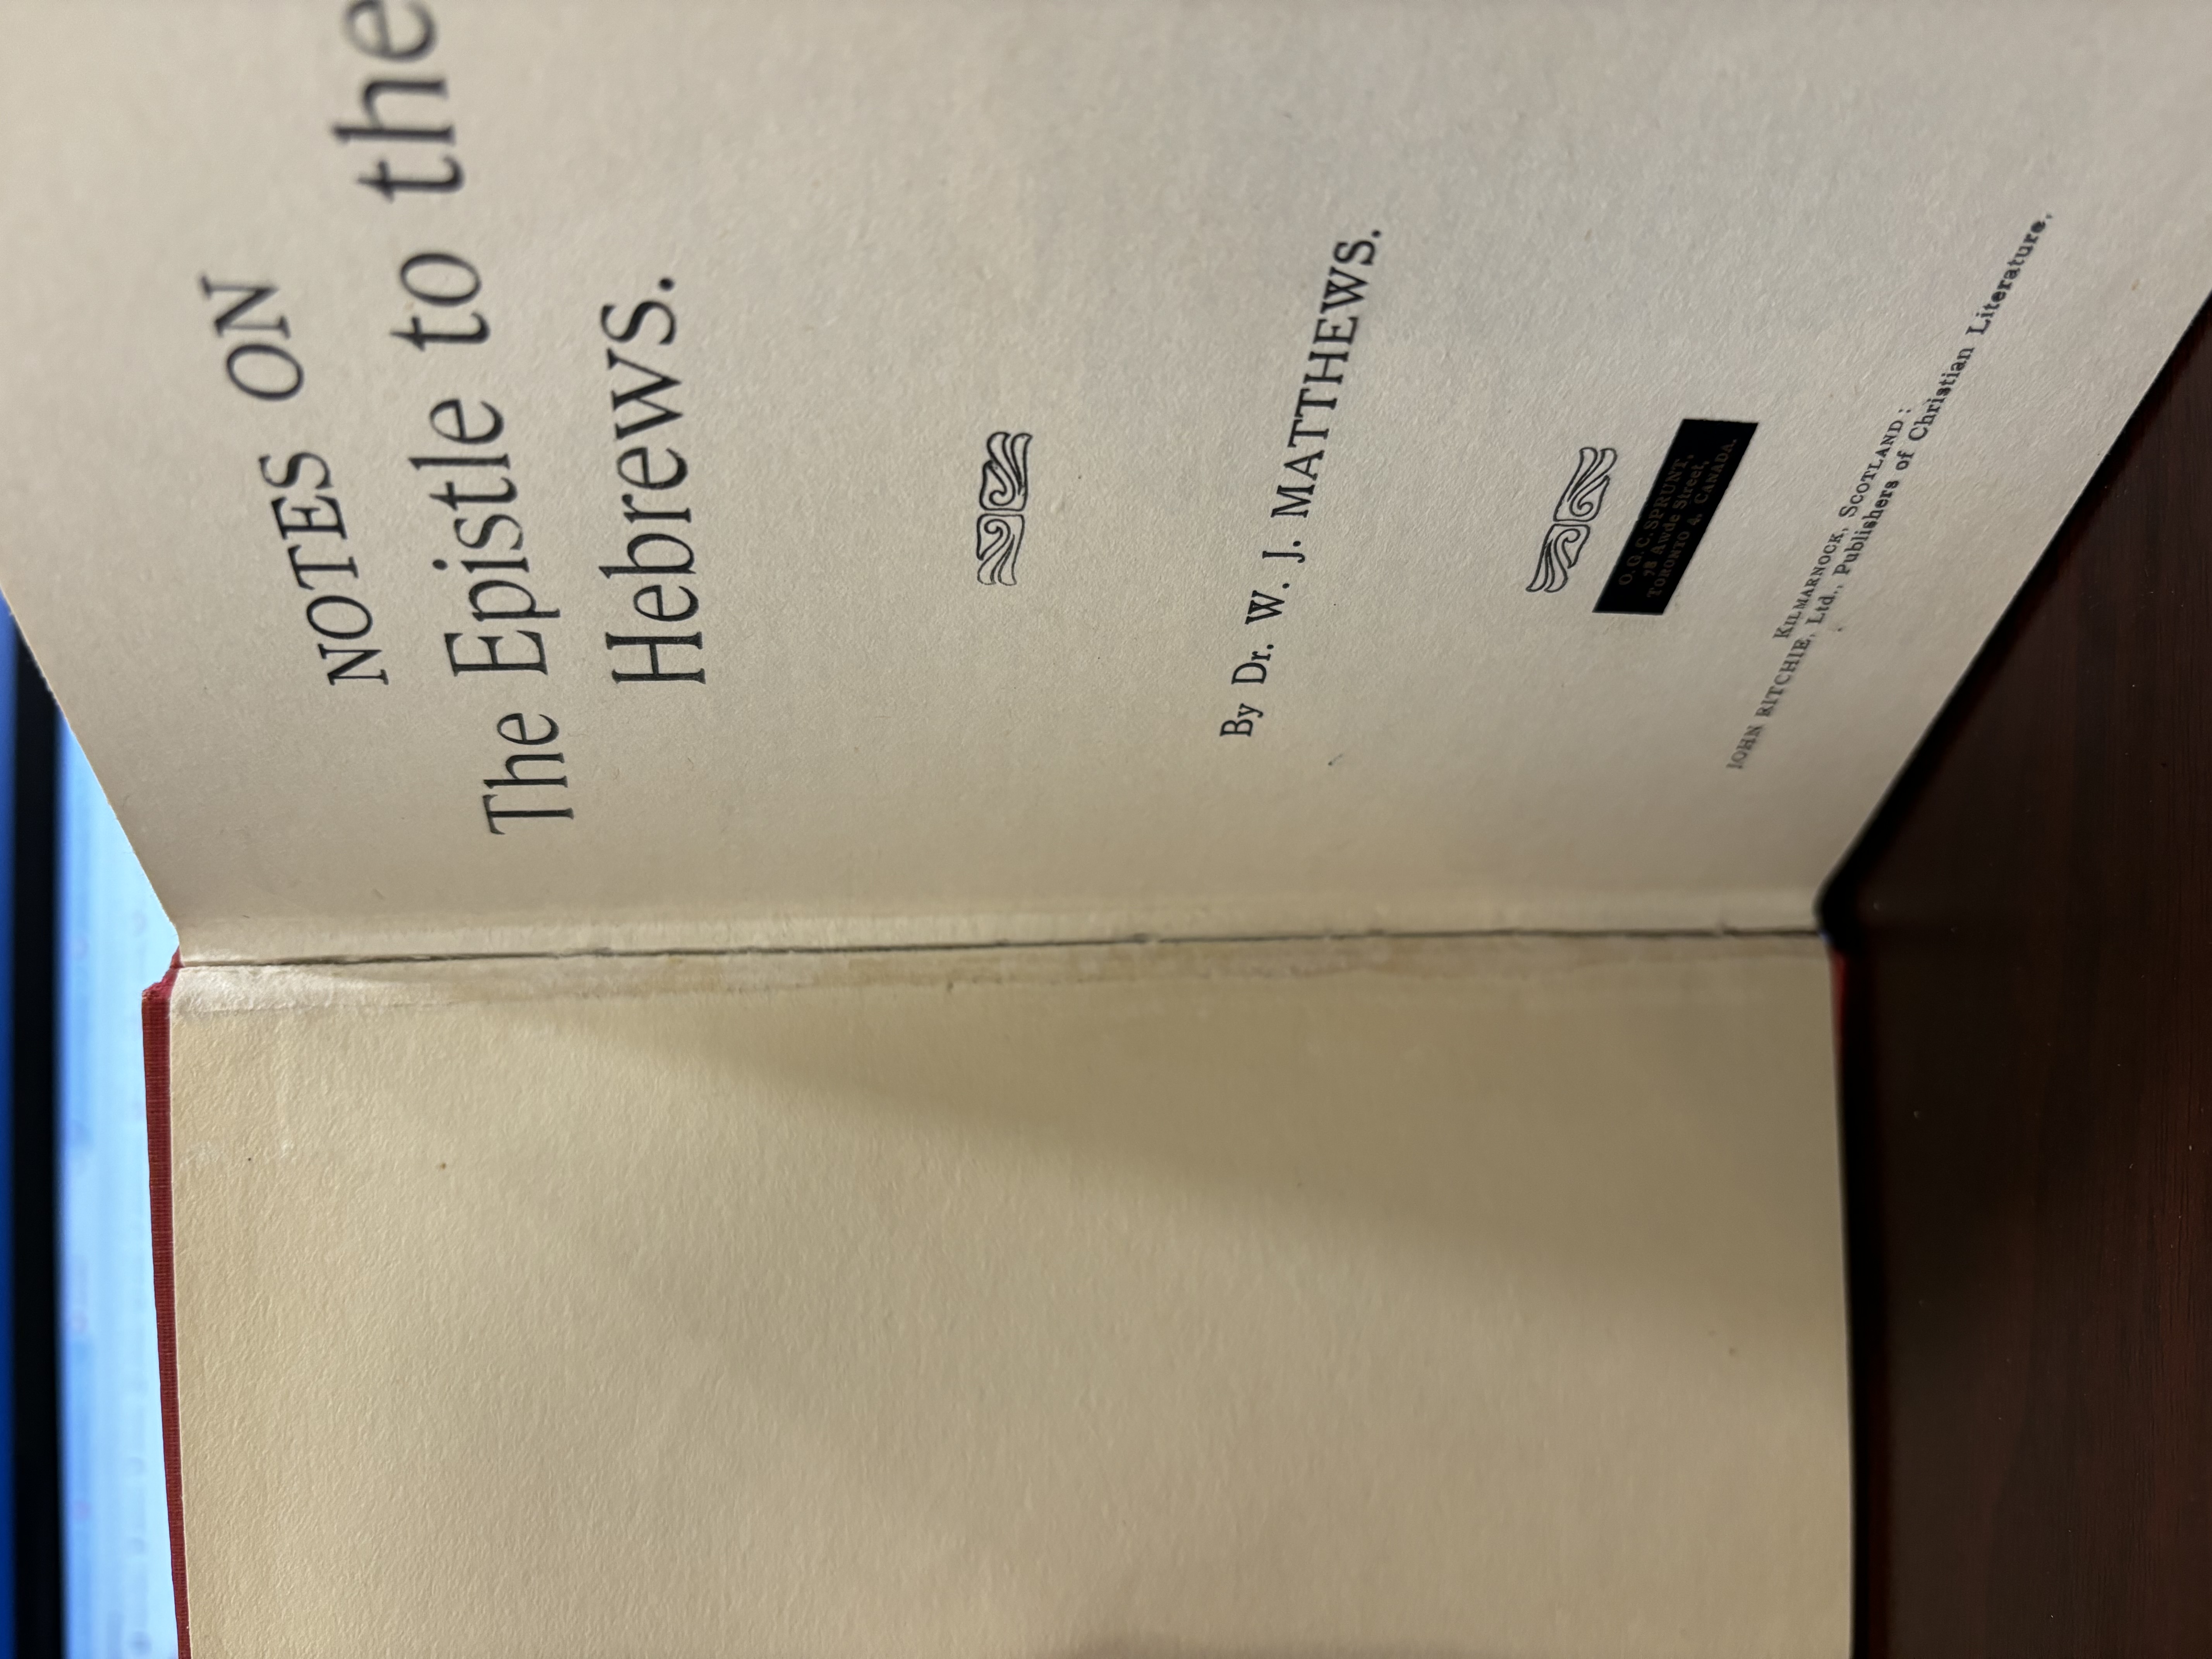 NOTES ON
The Epistle to the
Hebrews.
By Dr. W. J. MATTHEWS.
O. G. C. SPRUNT,
78 Awde Street,
TORONTO 4, CANADA.
KILMARNOCK, SCOTLAND :
JOHN RITCHIE, Ltd., Publishers of Christian Literature,